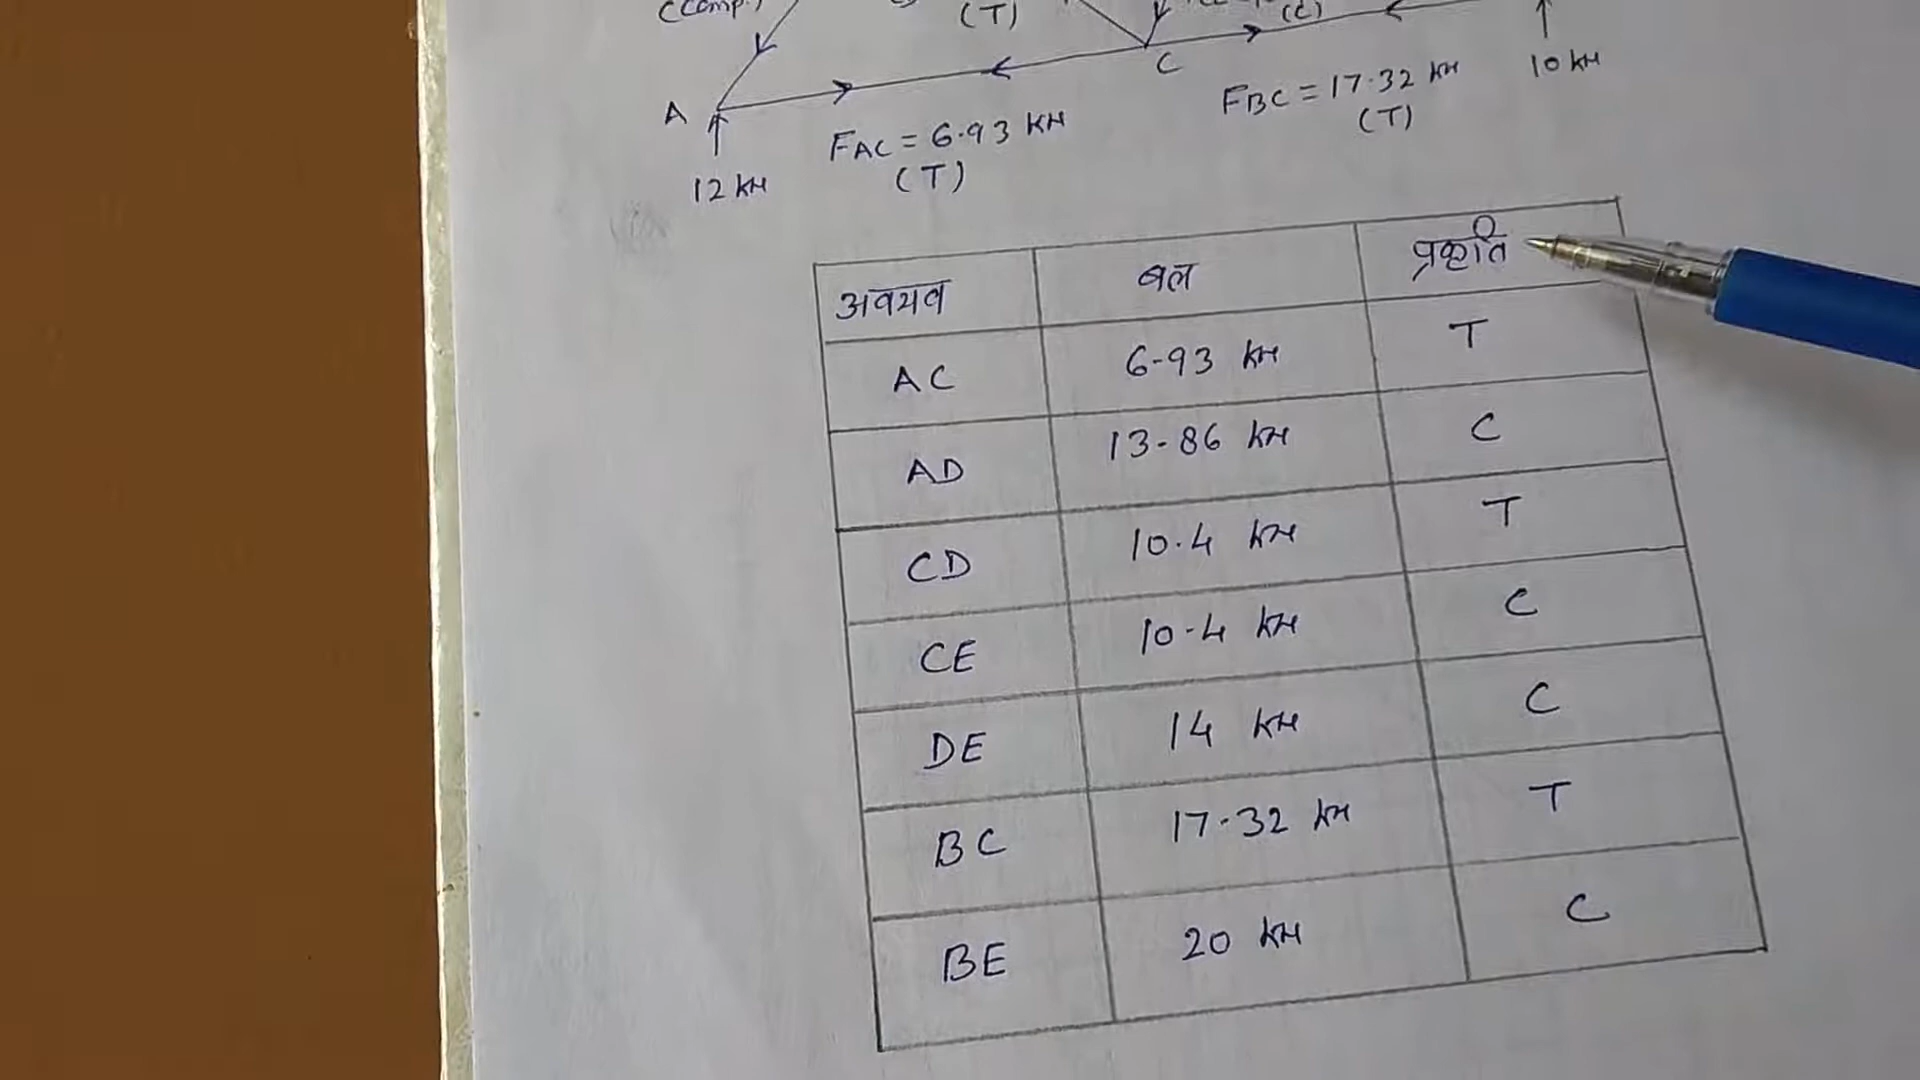 (Comp.)
(T)
(C)
C
A
10 KN
FBC = 17.32 KN
(T)
FAC = 6.93 KN
(T)
12 KN
अवयव बल प्रकृति
AC 6-93 KN T
AD 13-86 KN C
CD 10.4 KN T
CE 10-4 KN C
DE 14 KN C
BC 17-32 KN T
BE 20 KN C